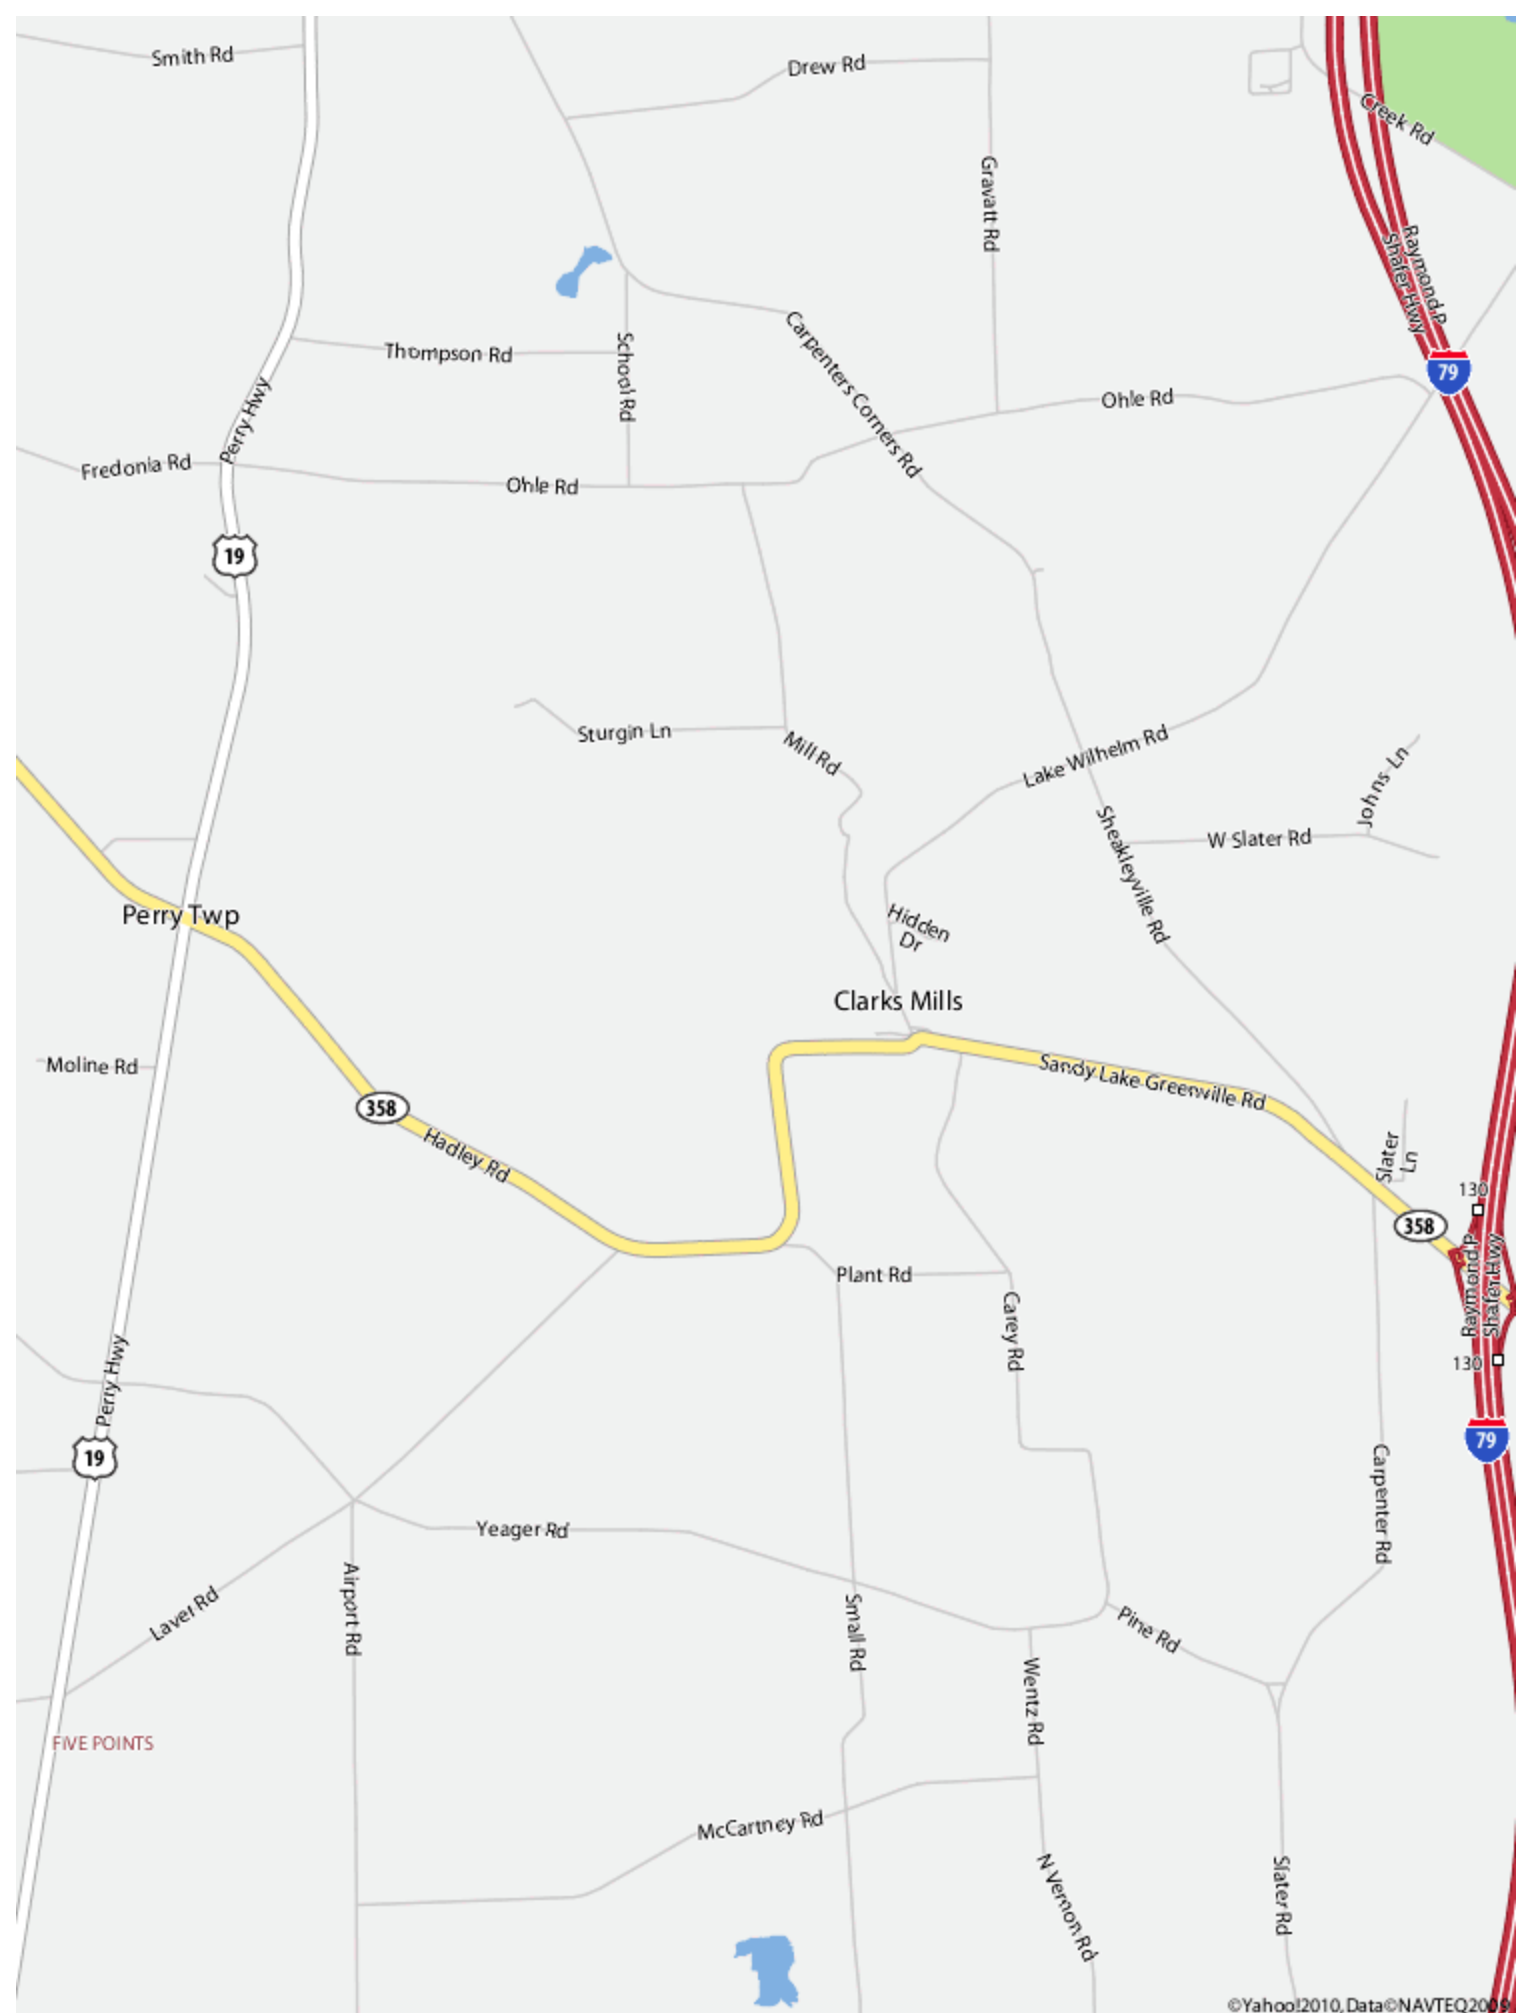 Smith Rd
Drew Rd
Creek Rd
Gravatt Rd
Raymond P
Shafer Hwy
Thompson Rd
School Rd
Carpenters Corners Rd
79
Perry Hwy
Ohle Rd
Fredonia Rd
Ohle Rd
19
Sturgin Ln
Mill Rd
Lake Wilhelm Rd
Johns Ln
Sheakleyville Rd
W Slater Rd
Perry Twp
Hidden
Dr
Clarks Mills
Moline Rd
Sandy Lake Greenville Rd
358
Hadley Rd
Slater
Ln
130
358
Raymond P
Shafer Hwy
Plant Rd
Carey Rd
Perry Hwy
130
79
19
Carpenter Rd
Yeager Rd
Airport Rd
Laver Rd
Small Rd
Pine Rd
Wentz Rd
FIVE POINTS
McCartney Rd
N Vernon Rd
Slater Rd
©Yahoo!2010, Data©NAVTEQ2009